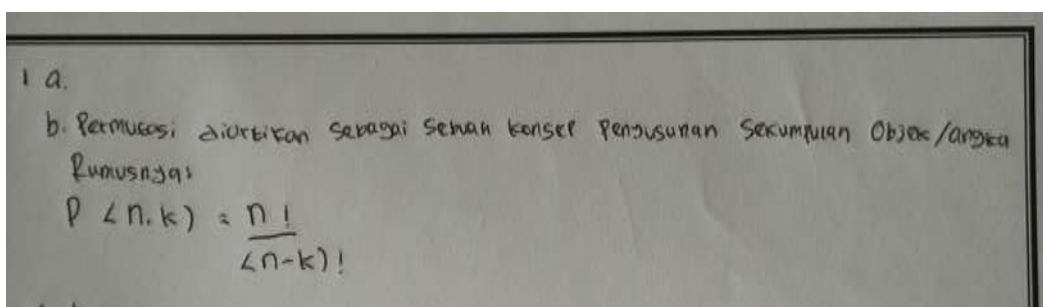 1 a.
b. Permutasi diartikan sebagai sebuah konsep Penyusunan Sekumpulan Objek/angka
Rumusnya:
P (n.k) = n!
(n-k)!